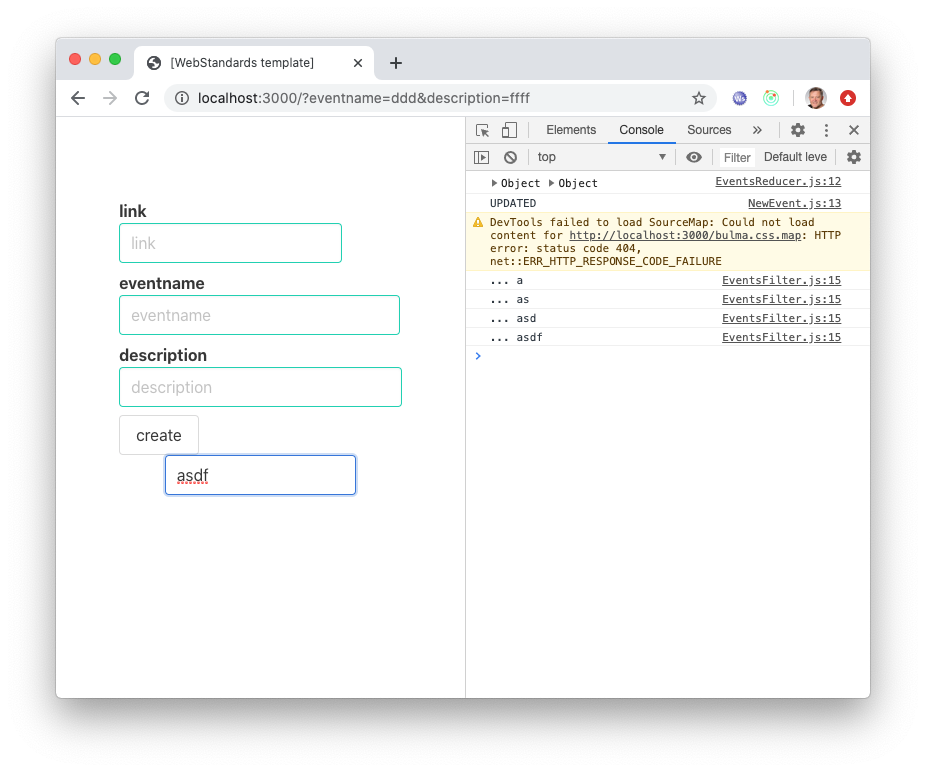 [WebStandards template]
localhost:3000/?eventname=ddd&description=ffff
Ws
link
link
eventname
eventname
description
description
create
asdf
Elements Console Sources »
top Filter Default leve
Object Object EventsReducer.js:12
UPDATED NewEvent.js:13
DevTools failed to load SourceMap: Could not load
content for http://localhost:3000/bulma.css.map: HTTP
error: status code 404,
net::ERR_HTTP_RESPONSE_CODE_FAILURE
... a EventsFilter.js:15
... as EventsFilter.js:15
... asd EventsFilter.js:15
... asdf EventsFilter.js:15